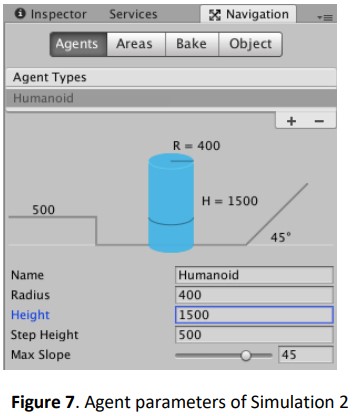 Inspector Services Navigation
Agents Areas Bake Object
Agent Types
Humanoid
+ −
R = 400
500
H = 1500
45°
Name Humanoid
Radius 400
Height 1500
Step Height 500
Max Slope 45
Figure 7. Agent parameters of Simulation 2